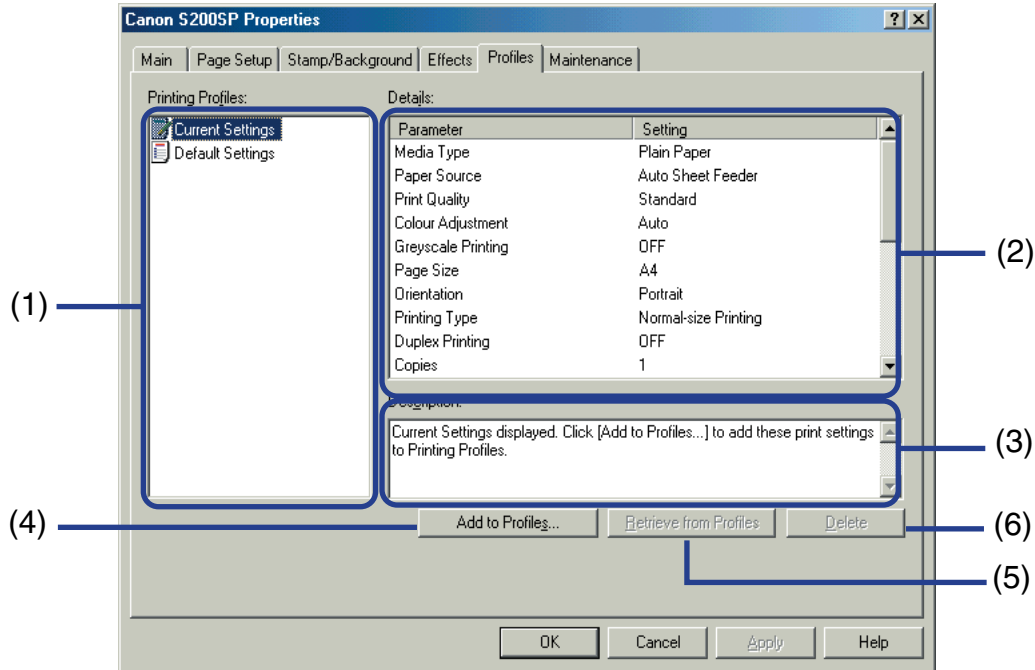 Canon S200SP Properties
? X
Main Page Setup Stamp/Background Effects Profiles Maintenance
Printing Profiles:
Current Settings
Default Settings
Details:
Parameter Setting
Media Type Plain Paper
Paper Source Auto Sheet Feeder
Print Quality Standard
Colour Adjustment Auto
Greyscale Printing OFF
Page Size A4
Orientation Portrait
Printing Type Normal-size Printing
Duplex Printing OFF
Copies 1
Description:
Current Settings displayed. Click [Add to Profiles...] to add these print settings
to Printing Profiles.
Add to Profiles... Retrieve from Profiles Delete
OK Cancel Apply Help
(1)
(2)
(3)
(4)
(5)
(6)